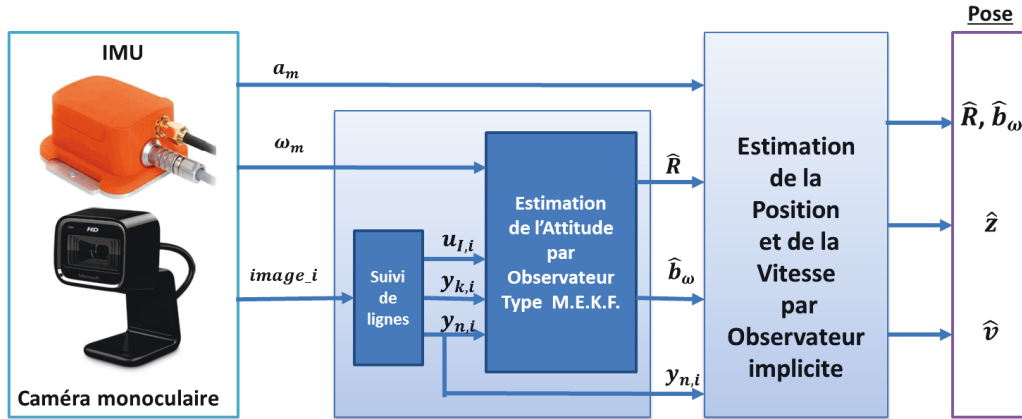 Pose
IMU
a_m
ω_m
image_i
HD
Microsoft
Caméra monoculaire
Suivi
de
lignes
u_{I,i}
y_{k,i}
y_{n,i}
Estimation
de l'Attitude
par
Observateur
Type M.E.K.F.
R̂
b̂_ω
y_{n,i}
Estimation
de la
Position
et de la
Vitesse
par
Observateur
implicite
R̂, b̂_ω
ẑ
v̂